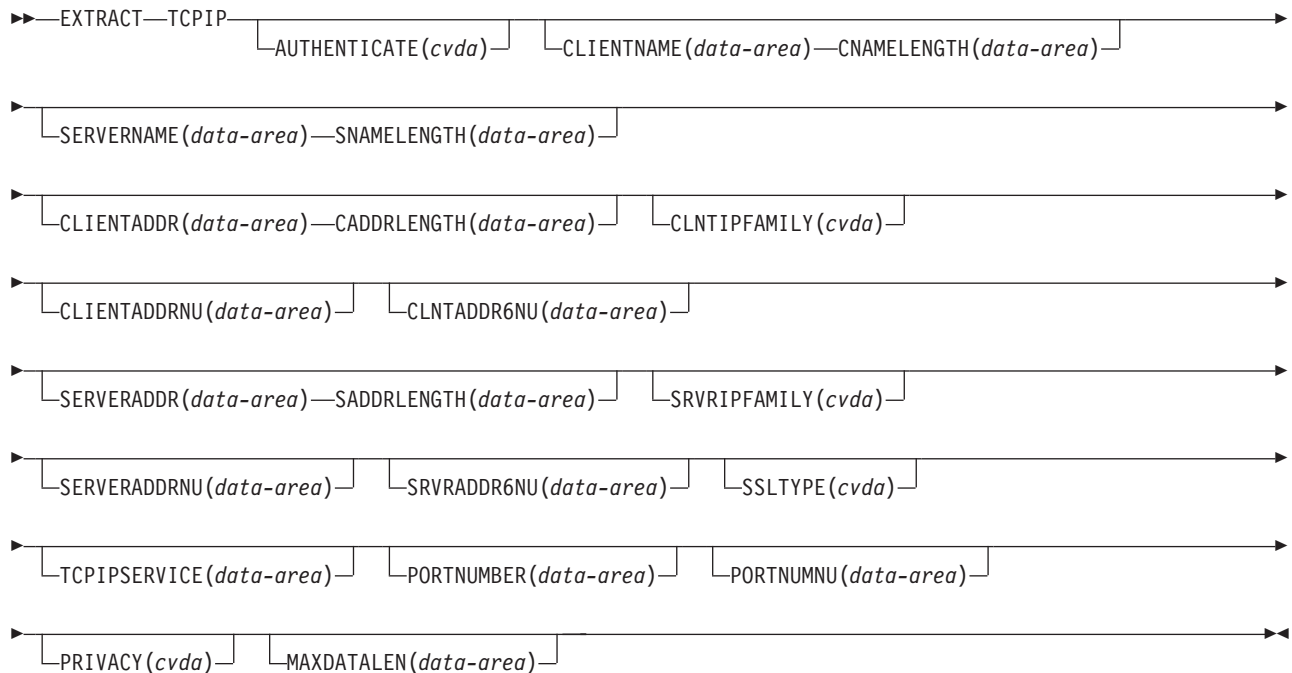 EXTRACT TCPIP
AUTHENTICATE(cvda) CLIENTNAME(data-area) CNAMELENGTH(data-area)
SERVERNAME(data-area) SNAMELENGTH(data-area)
CLIENTADDR(data-area) CADDRLENGTH(data-area) CLNTIPFAMILY(cvda)
CLIENTADDRNU(data-area) CLNTADDR6NU(data-area)
SERVERADDR(data-area) SADDRLENGTH(data-area) SRVRIPFAMILY(cvda)
SERVERADDRNU(data-area) SRVRADDR6NU(data-area) SSLTYPE(cvda)
TCPIPSERVICE(data-area) PORTNUMBER(data-area) PORTNUMNU(data-area)
PRIVACY(cvda) MAXDATALEN(data-area)